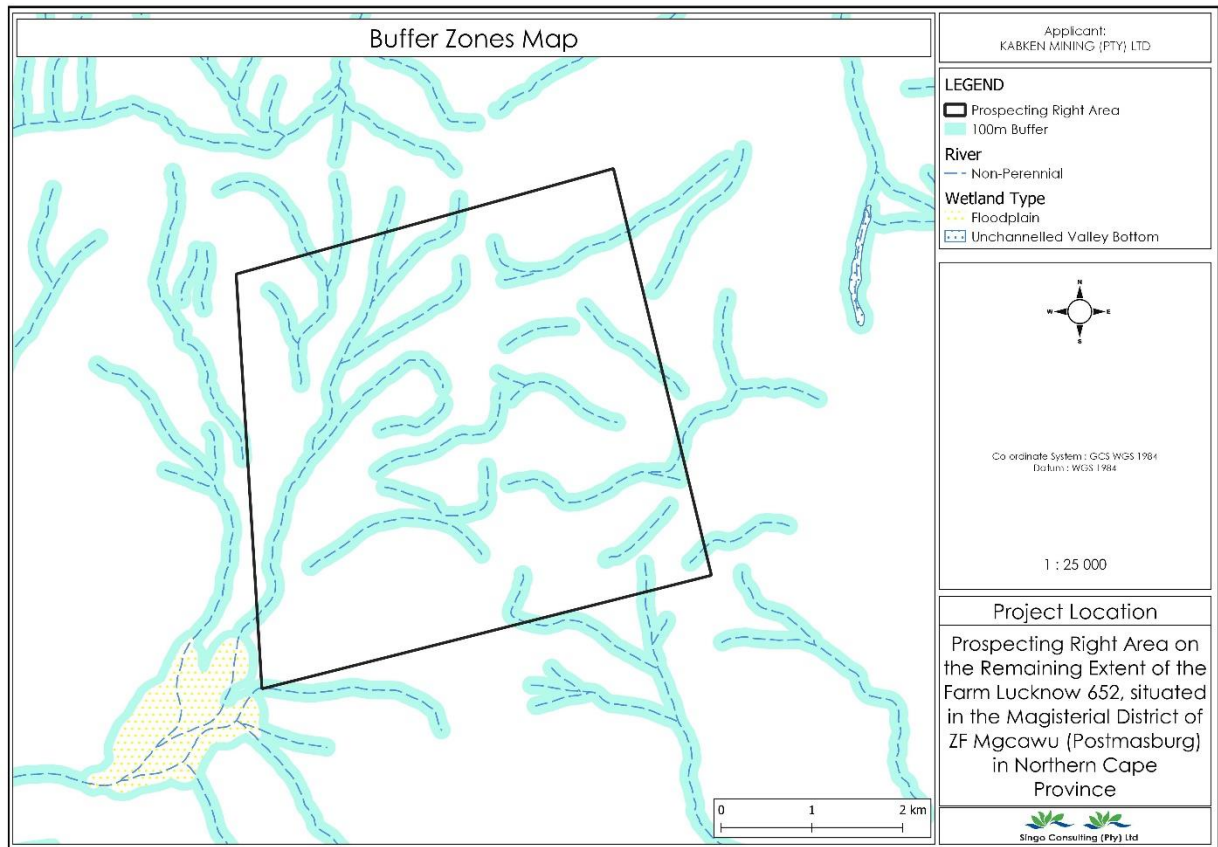 Buffer Zones Map
Applicant:
KABKEN MINING (PTY) LTD
LEGEND
Prospecting Right Area
100m Buffer
River
Non-Perennial
Wetland Type
Floodplain
Unchannelled Valley Bottom
N
W
E
S
Co ordinate System : GCS WGS 1984
Datum : WGS 1984
1 : 25 000
Project Location
Prospecting Right Area on
the Remaining Extent of the
Farm Lucknow 652, situated
in the Magisterial District of
ZF Mgcawu (Postmasburg)
in Northern Cape
Province
0 1 2 km
Singo Consulting (Pty) Ltd